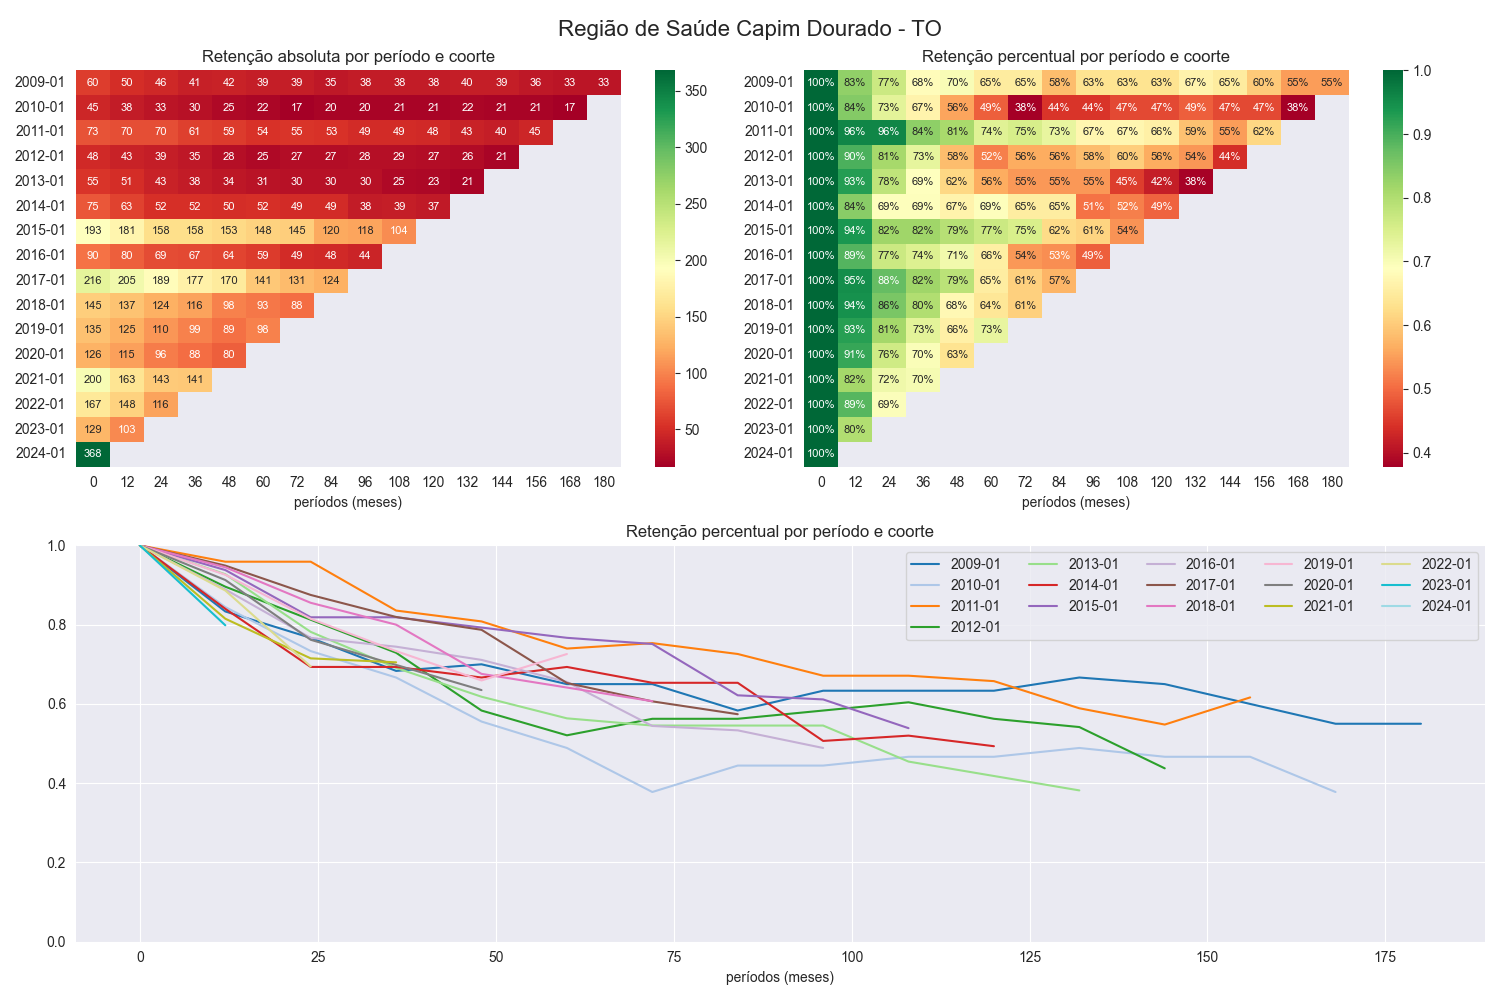 Região de Saúde Capim Dourado - TO
Retenção absoluta por período e coorte
2009-01 60 50 46 41 42 39 39 35 38 38 38 40 39 36 33 33
2010-01 45 38 33 30 25 22 17 20 20 21 21 22 21 21 17
2011-01 73 70 70 61 59 54 55 53 49 49 48 43 40 45
2012-01 48 43 39 35 28 25 27 27 28 29 27 26 21
2013-01 55 51 43 38 34 31 30 30 30 25 23 21
2014-01 75 63 52 52 50 52 49 49 38 39 37
2015-01 193 181 158 158 153 148 145 120 118 104
2016-01 90 80 69 67 64 59 49 48 44
2017-01 216 205 189 177 170 141 131 124
2018-01 145 137 124 116 98 93 88
2019-01 135 125 110 99 89 98
2020-01 126 115 96 88 80
2021-01 200 163 143 141
2022-01 167 148 116
2023-01 129 103
2024-01 368
0 12 24 36 48 60 72 84 96 108 120 132 144 156 168 180
períodos (meses)
350
300
250
200
150
100
50
Retenção percentual por período e coorte
2009-01 100% 83% 77% 68% 70% 65% 65% 58% 63% 63% 63% 67% 65% 60% 55% 55%
2010-01 100% 84% 73% 67% 56% 49% 38% 44% 44% 47% 47% 49% 47% 47% 38%
2011-01 100% 96% 96% 84% 81% 74% 75% 73% 67% 67% 66% 59% 55% 62%
2012-01 100% 90% 81% 73% 58% 52% 56% 56% 58% 60% 56% 54% 44%
2013-01 100% 93% 78% 69% 62% 56% 55% 55% 55% 45% 42% 38%
2014-01 100% 84% 69% 69% 67% 69% 65% 65% 51% 52% 49%
2015-01 100% 94% 82% 82% 79% 77% 75% 62% 61% 54%
2016-01 100% 89% 77% 74% 71% 66% 54% 53% 49%
2017-01 100% 95% 88% 82% 79% 65% 61% 57%
2018-01 100% 94% 86% 80% 68% 64% 61%
2019-01 100% 93% 81% 73% 66% 73%
2020-01 100% 91% 76% 70% 63%
2021-01 100% 82% 72% 70%
2022-01 100% 89% 69%
2023-01 100% 80%
2024-01 100%
0 12 24 36 48 60 72 84 96 108 120 132 144 156 168 180
períodos (meses)
1.0
0.9
0.8
0.7
0.6
0.5
0.4
Retenção percentual por período e coorte
1.0
0.8
0.6
0.4
0.2
0.0
2009-01 2013-01 2016-01 2019-01 2022-01
2010-01 2014-01 2017-01 2020-01 2023-01
2011-01 2015-01 2018-01 2021-01 2024-01
2012-01
0 25 50 75 100 125 150 175
períodos (meses)